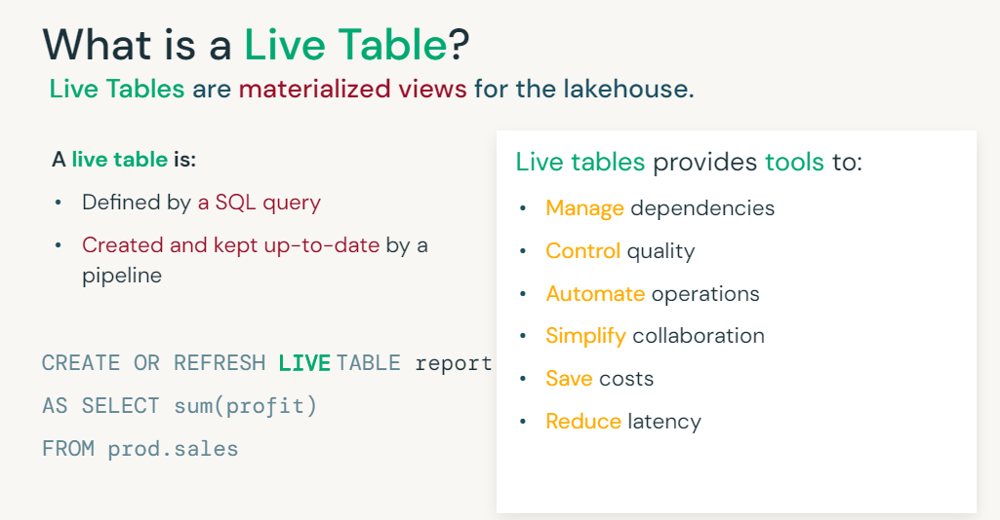 What is a Live Table?
Live Tables are materialized views for the lakehouse.
A live table is:
• Defined by a SQL query
• Created and kept up-to-date by a
pipeline
CREATE OR REFRESH LIVE TABLE report
AS SELECT sum(profit)
FROM prod.sales
Live tables provides tools to:
• Manage dependencies
• Control quality
• Automate operations
• Simplify collaboration
• Save costs
• Reduce latency